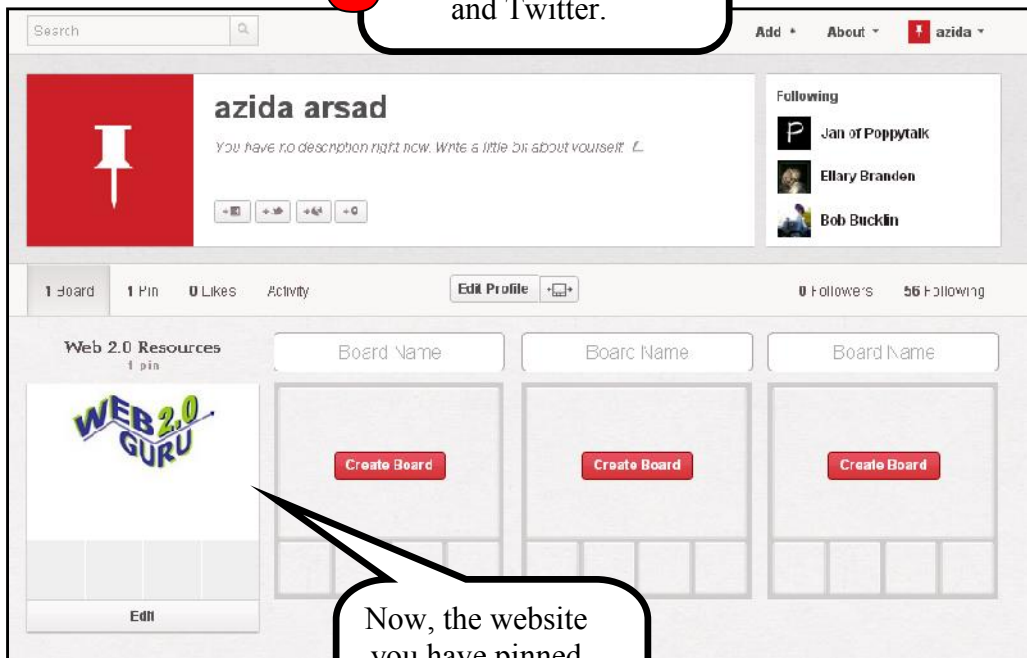 and Twitter.
Search
Add +
About
azida
azida arsad
You have no description right now. Write a little bit about yourself.
Following
Jan of Poppytalk
Ellary Branden
Bob Bucklin
1 Board
1 Pin
0 Likes
Activity
Edit Profile
0 Followers
56 Following
Web 2.0 Resources
1 pin
Board Name
Board Name
Board Name
WEB 2.0
GURU
Create Board
Create Board
Create Board
Edit
Now, the website
you have pinned